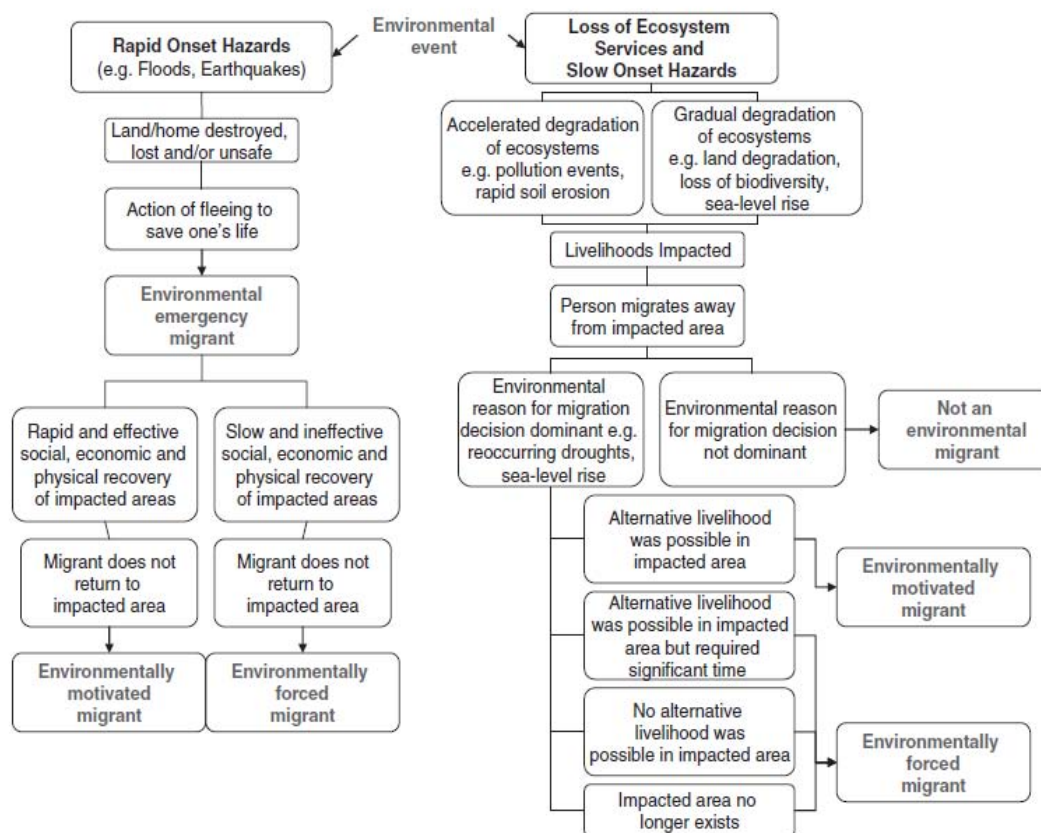 Environmental
event
Rapid Onset Hazards
(e.g. Floods, Earthquakes)
Land/home destroyed,
lost and/or unsafe
Action of fleeing to
save one's life
Environmental
emergency
migrant
Rapid and effective
social, economic and
physical recovery
of impacted areas
Slow and ineffective
social, economic and
physical recovery
of impacted areas
Migrant does not
return to
impacted area
Migrant does not
return to
impacted area
Environmentally
motivated
migrant
Environmentally
forced
migrant
Loss of Ecosystem
Services and
Slow Onset Hazards
Accelerated degradation
of ecosystems
e.g. pollution events,
rapid soil erosion
Gradual degradation
of ecosystems
e.g. land degradation,
loss of biodiversity,
sea-level rise
Livelihoods Impacted
Person migrates away
from impacted area
Environmental
reason for migration
decision dominant e.g.
reoccurring droughts,
sea-level rise
Environmental reason
for migration decision
not dominant
Not an
environmental
migrant
Alternative livelihood
was possible in
impacted area
Environmentally
motivated
migrant
Alternative livelihood
was possible in impacted
area but required
significant time
No alternative
livelihood was
possible in impacted area
Impacted area no
longer exists
Environmentally
forced
migrant